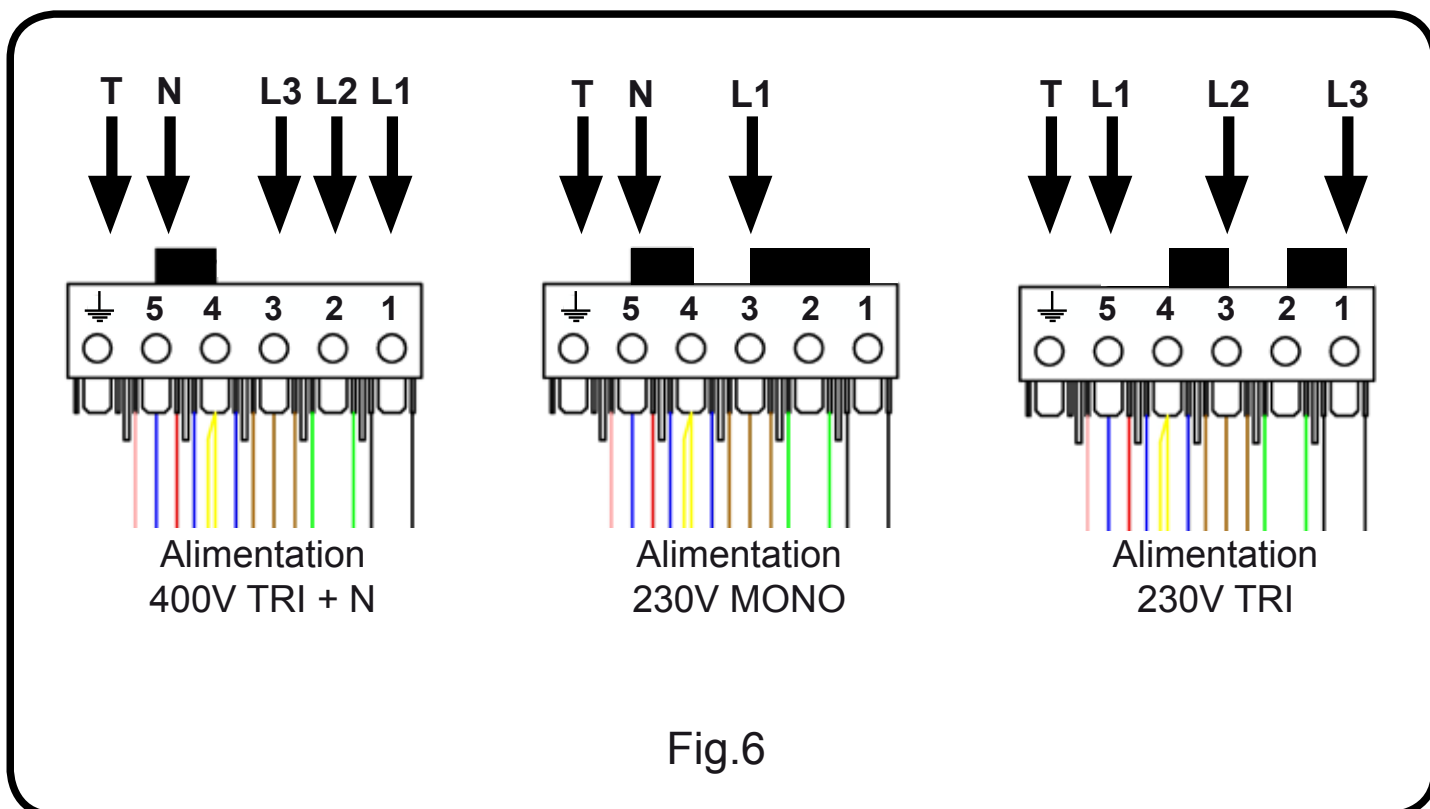 T N L3 L2 L1
5 4 3 2 1
Alimentation
400V TRI + N
T N L1
5 4 3 2 1
Alimentation
230V MONO
T L1 L2 L3
5 4 3 2 1
Alimentation
230V TRI
Fig.6